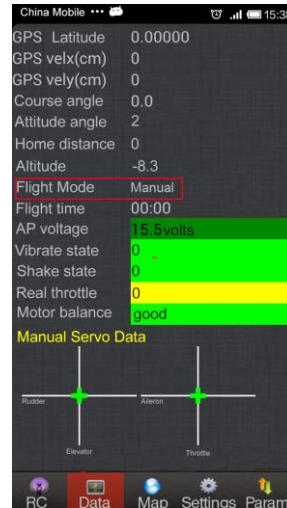 China Mobile ••• 15:38
GPS Latitude 0.00000
GPS velx(cm) 0
GPS vely(cm) 0
Course angle 0.0
Attitude angle 2
Home distance 0
Altitude -8.3
Flight Mode Manual
Flight time 00:00
AP voltage 15.5volts
Vibrate state 0
Shake state 0
Real throttle 0
Motor balance good
Manual Servo Data
Rudder Aileron
Elevator Throttle
RC Data Map Settings Param